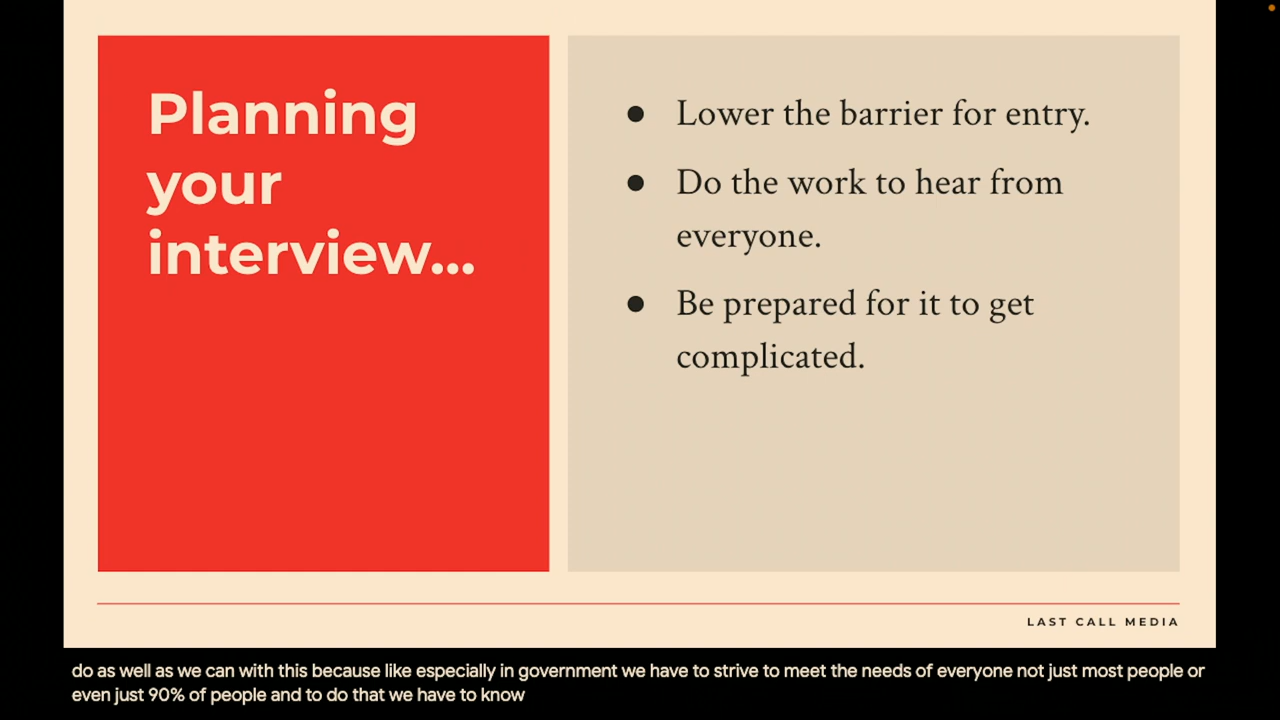 Planning
your
interview...
● Lower the barrier for entry.
● Do the work to hear from
everyone.
● Be prepared for it to get
complicated.
LAST CALL MEDIA
do as well as we can with this because like especially in government we have to strive to meet the needs of everyone not just most people or
even just 90% of people and to do that we have to know